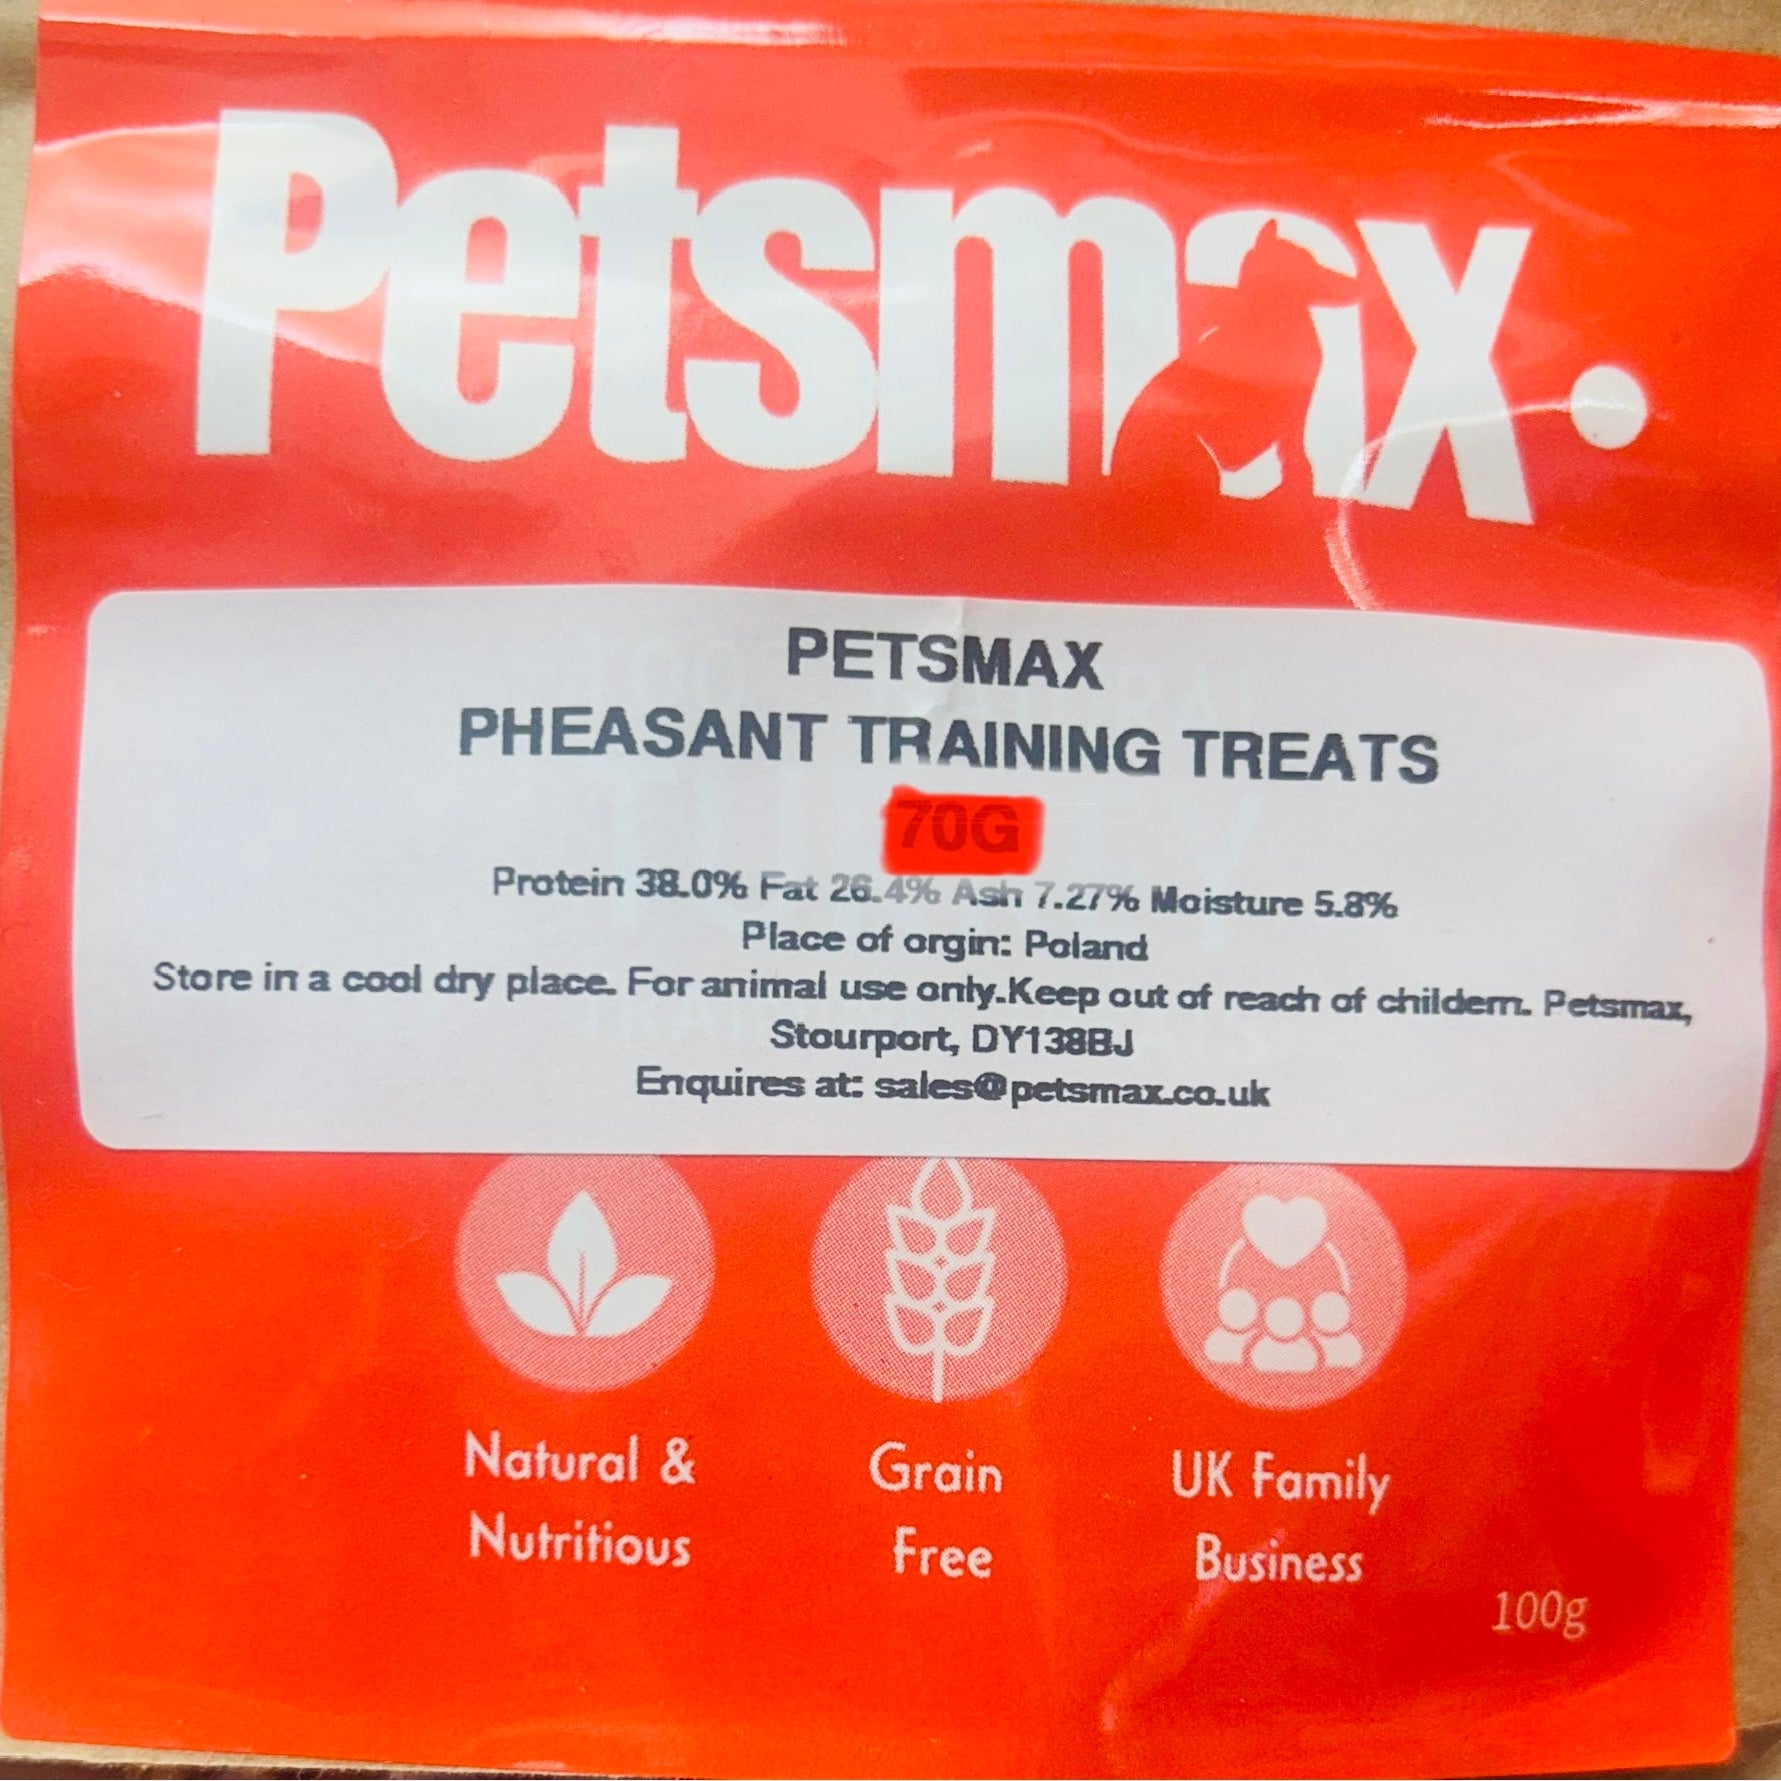 Petsmax.
PETSMAX
PHEASANT TRAINING TREATS
70G
Protein 38.0% Fat 26.4% Ash 7.27% Moisture 5.8%
Place of orgin: Poland
Store in a cool dry place. For animal use only.Keep out of reach of childern. Petsmax,
Stourport, DY138BJ
Enquires at: sales@petsmax.co.uk
Natural &
Nutritious
Grain
Free
UK Family
Business
100g